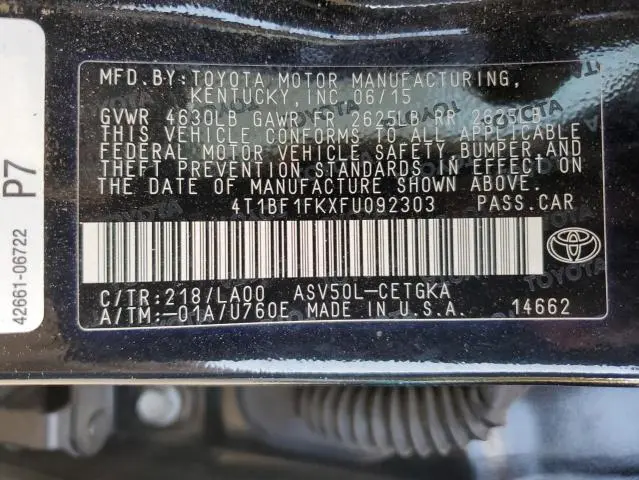 MFD.BY:TOYOTA MOTOR MANUFACTURING,
KENTUCKY, INC 06/15
GVWR 4630LB GAWR FR 2625LB RR 2625LB
THIS VEHICLE CONFORMS TO ALL APPLICABLE
FEDERAL MOTOR VEHICLE SAFETY, BUMPER AND
THEFT PREVENTION STANDARDS IN EFFECT ON
THE DATE OF MANUFACTURE SHOWN ABOVE.
4T1BF1FKXFU092303 PASS.CAR
C/TR:218/LA00 ASV50L-CETGKA
A/TM:-01A/U760E MADE IN U.S.A. 14662
TOYOTA
P7
42661-06722